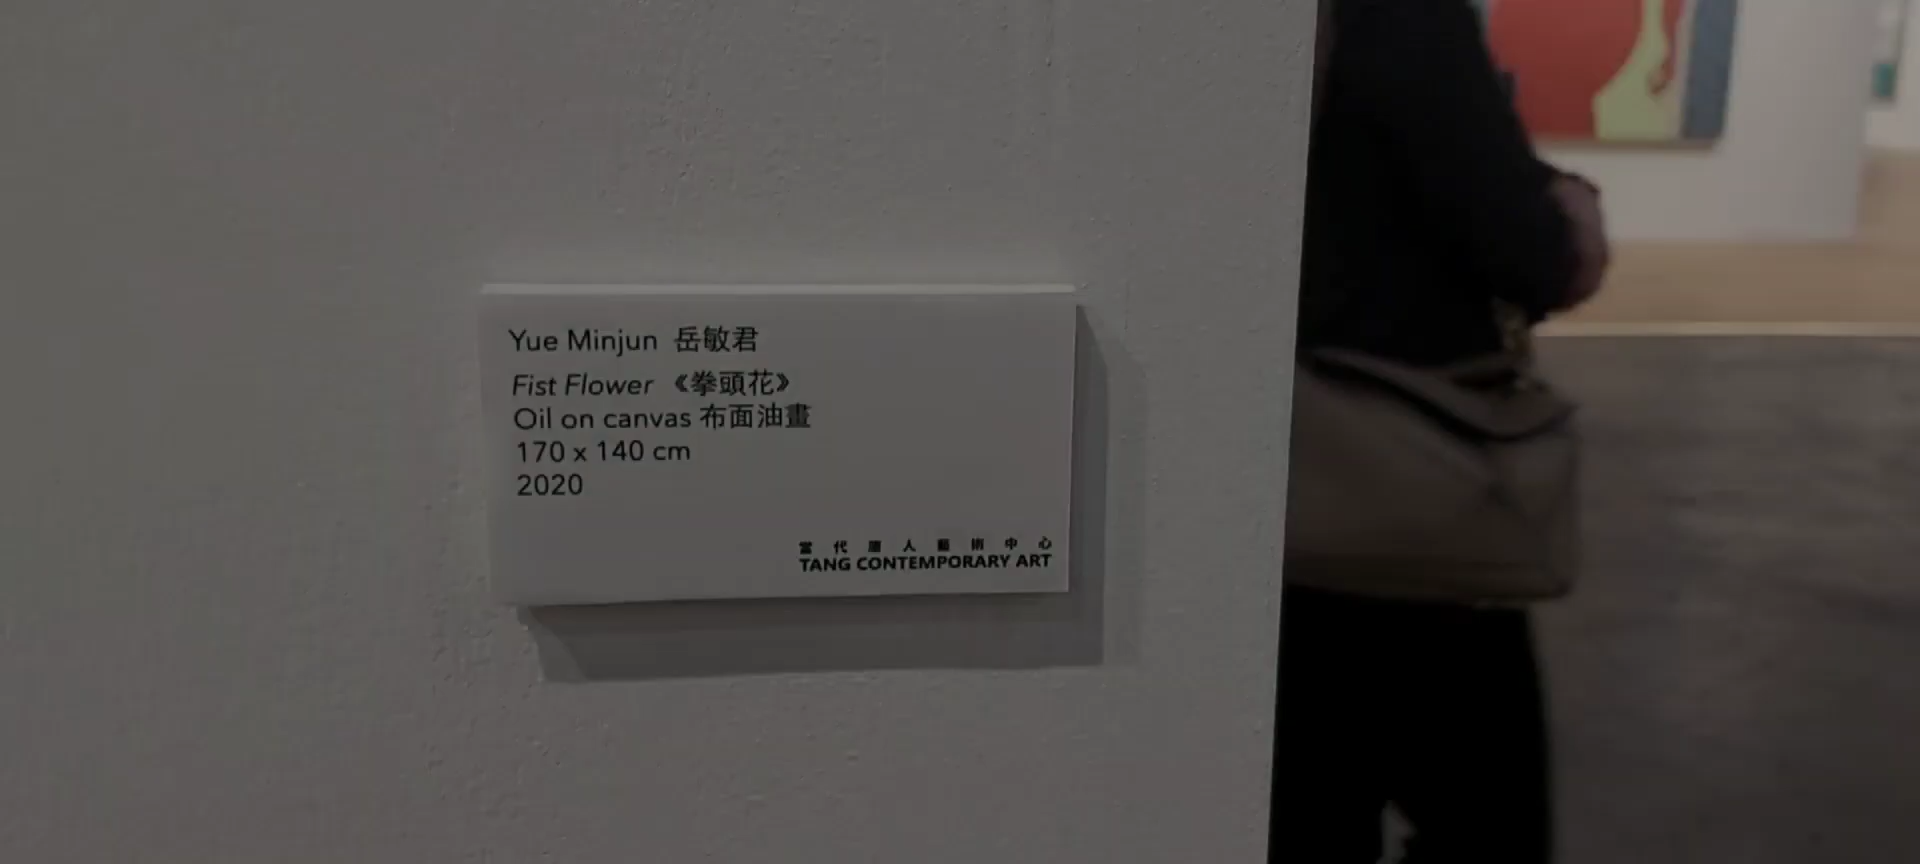 Yue Minjun 岳敏君
Fist Flower 《拳頭花》
Oil on canvas 布面油畫
170 x 140 cm
2020
當代唐人藝術中心
TANG CONTEMPORARY ART